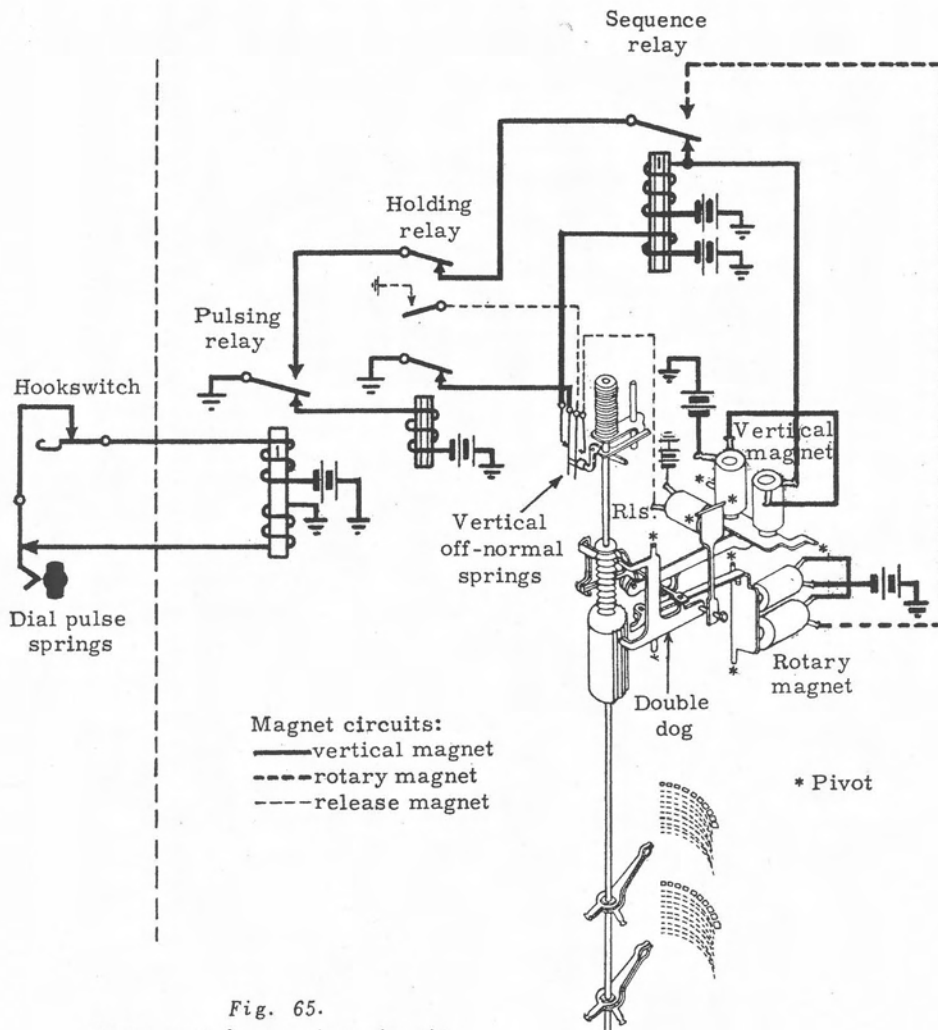 Sequence
relay
Holding
relay
Pulsing
relay
Hookswitch
Vertical
magnet
Rls.
Vertical
off-normal
springs
Dial pulse
springs
Rotary
magnet
Double
dog
Magnet circuits:
vertical magnet
rotary magnet
release magnet
* Pivot
Fig. 65.